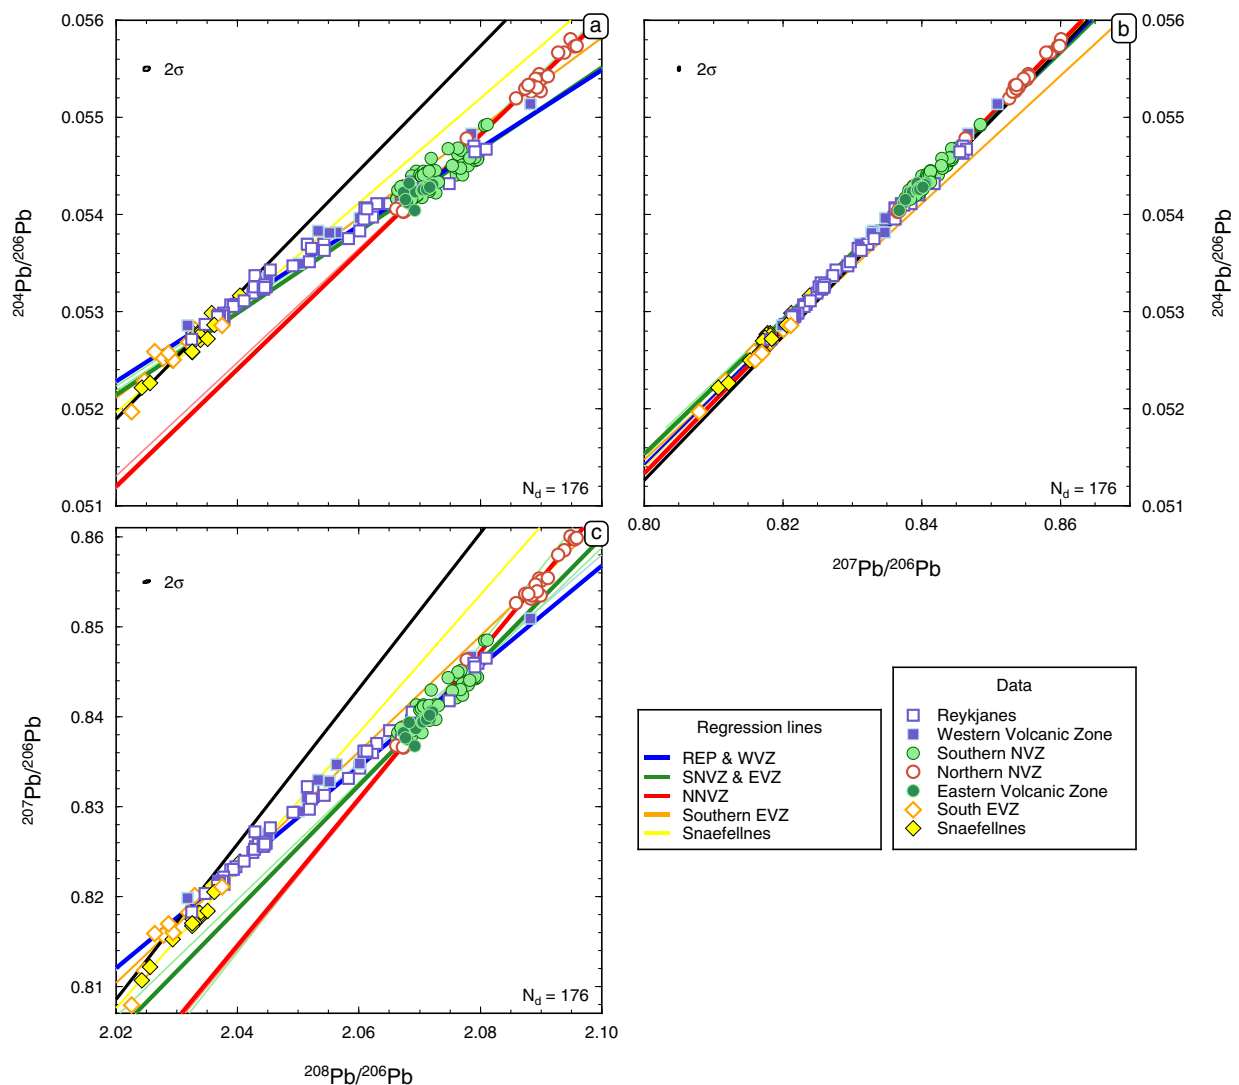 0.056
0.055
0.054
0.053
0.052
0.051
204Pb/206Pb
2σ
a
Nd = 176
2σ
b
Nd = 176
0.056
0.055
0.054
0.053
0.052
0.051
204Pb/206Pb
0.80
0.82
0.84
0.86
207Pb/206Pb
0.86
0.85
0.84
0.83
0.82
0.81
207Pb/206Pb
2σ
c
Nd = 176
2.02
2.04
2.06
2.08
2.10
208Pb/206Pb
Regression lines
REP & WVZ
SNVZ & EVZ
NNVZ
Southern EVZ
Snaefellnes
Data
Reykjanes
Western Volcanic Zone
Southern NVZ
Northern NVZ
Eastern Volcanic Zone
South EVZ
Snaefellnes